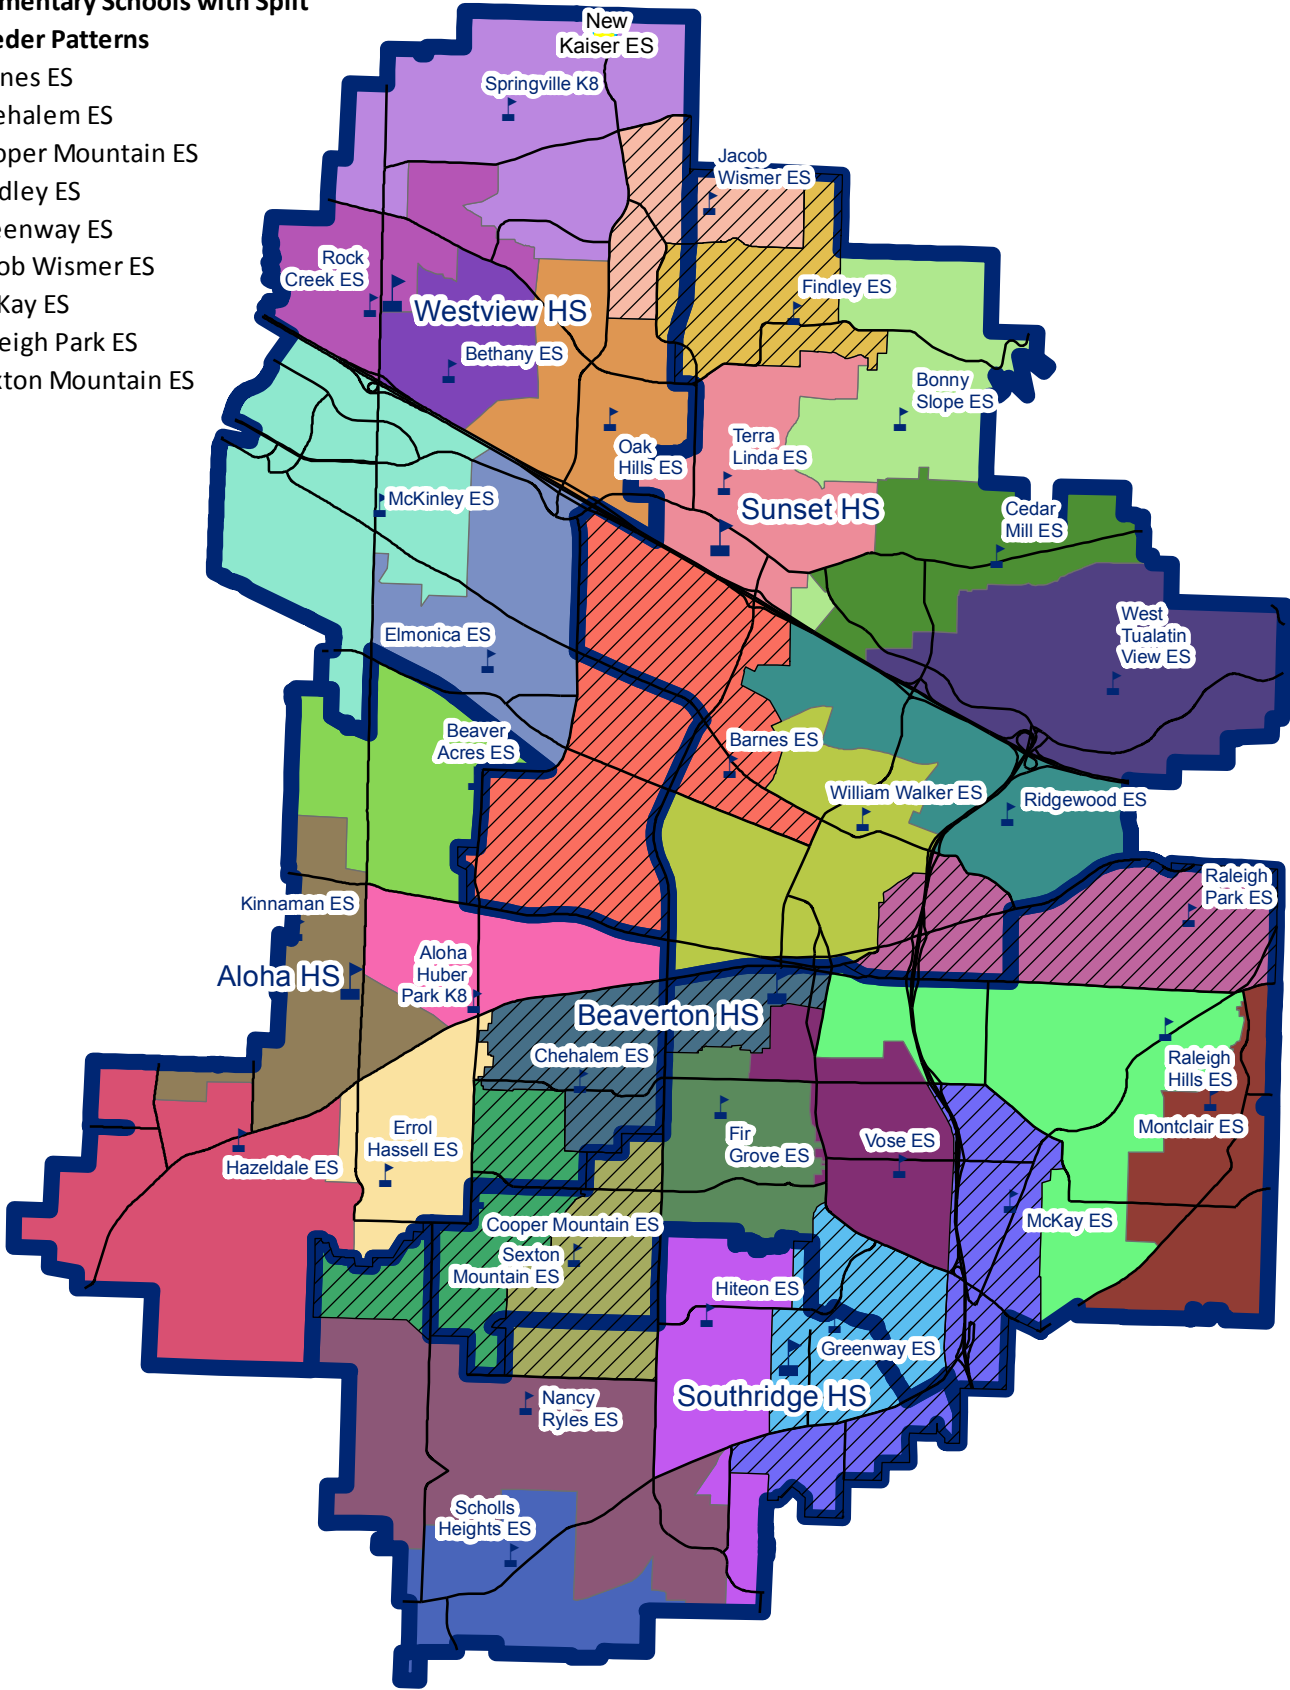 mentary Schools with Split
eder Patterns
nes ES
ehalem ES
oper Mountain ES
dley ES
eenway ES
ob Wismer ES
Kay ES
leigh Park ES
xton Mountain ES
New
Kaiser ES
Springville K8
Jacob
Wismer ES
Rock
Creek ES
Findley ES
Westview HS
Bethany ES
Bonny
Slope ES
Oak
Hills ES
Terra
Linda ES
McKinley ES
Sunset HS
Cedar
Mill ES
Elmonica ES
West
Tualatin
View ES
Beaver
Acres ES
Barnes ES
William Walker ES
Ridgewood ES
Raleigh
Park ES
Kinnaman ES
Aloha HS
Aloha
Huber
Park K8
Beaverton HS
Chehalem ES
Raleigh
Hills ES
Errol
Hassell ES
Fir
Grove ES
Vose ES
Montclair ES
Hazeldale ES
Cooper Mountain ES
McKay ES
Sexton
Mountain ES
Hiteon ES
Greenway ES
Southridge HS
Nancy
Ryles ES
Scholls
Heights ES